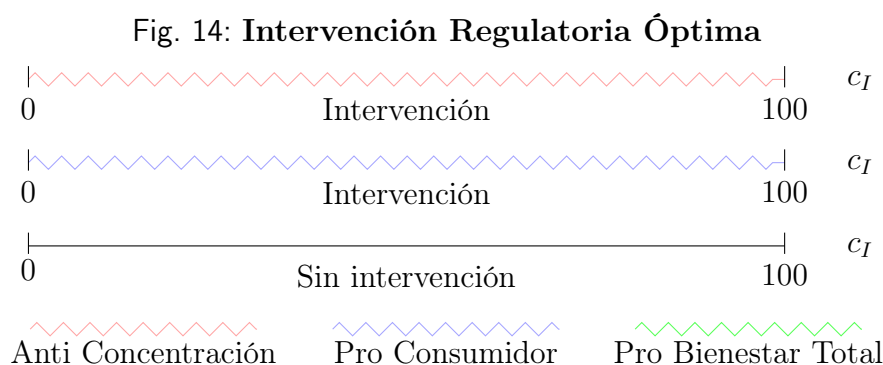 Fig. 14: Intervención Regulatoria Óptima
c_I
0 Intervención 100
c_I
0 Intervención 100
c_I
0 Sin intervención 100
Anti Concentración Pro Consumidor Pro Bienestar Total